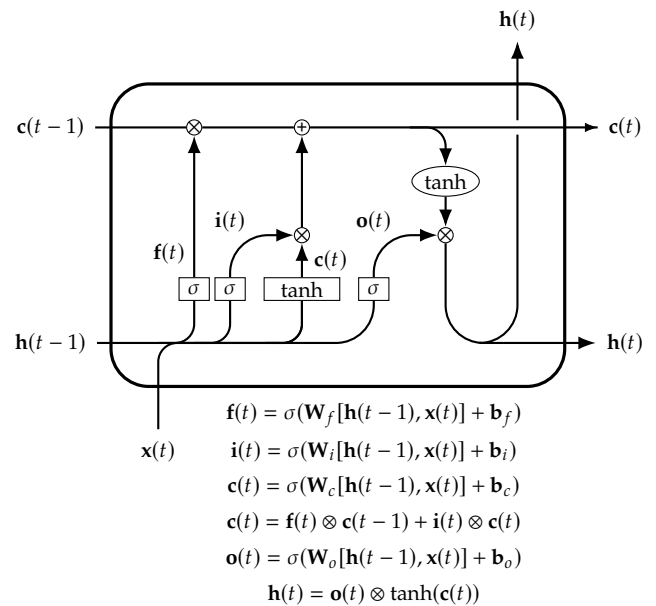 h(t)
c(t − 1)
c(t)
tanh
i(t)
o(t)
f(t)
c(t)
σ
σ
tanh
σ
h(t−1)
h(t)
x(t)
f(t) = σ(W_f[h(t−1), x(t)] + b_f)
i(t) = σ(W_i[h(t−1), x(t)] + b_i)
c(t) = σ(W_c[h(t−1), x(t)] + b_c)
c(t) = f(t) ⊗ c(t−1) + i(t) ⊗ c(t)
o(t) = σ(W_o[h(t−1), x(t)] + b_o)
h(t) = o(t) ⊗ tanh(c(t))